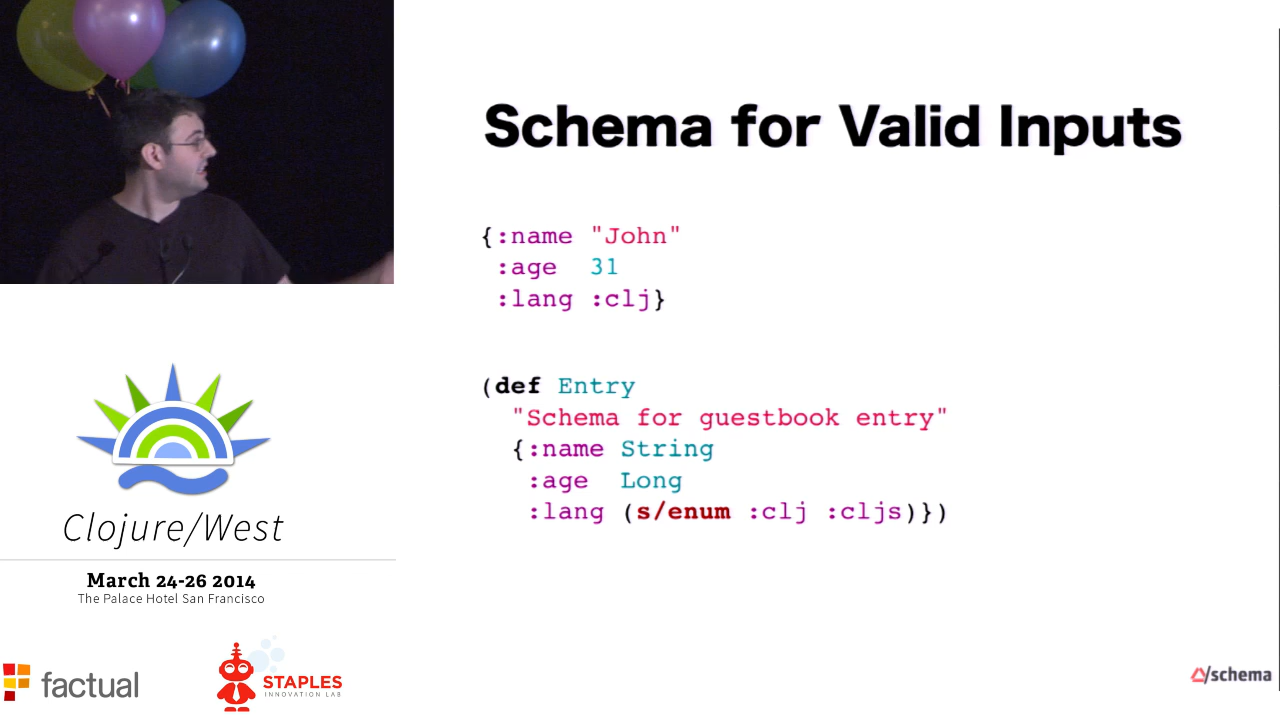 Schema for Valid Inputs
{:name "John"
:age 31
:lang :clj}
(def Entry
"Schema for guestbook entry"
{:name String
:age Long
:lang (s/enum :clj :cljs)})
Clojure/West
March 24-26 2014
The Palace Hotel San Francisco
factual
STAPLES
INNOVATION LAB
/schema